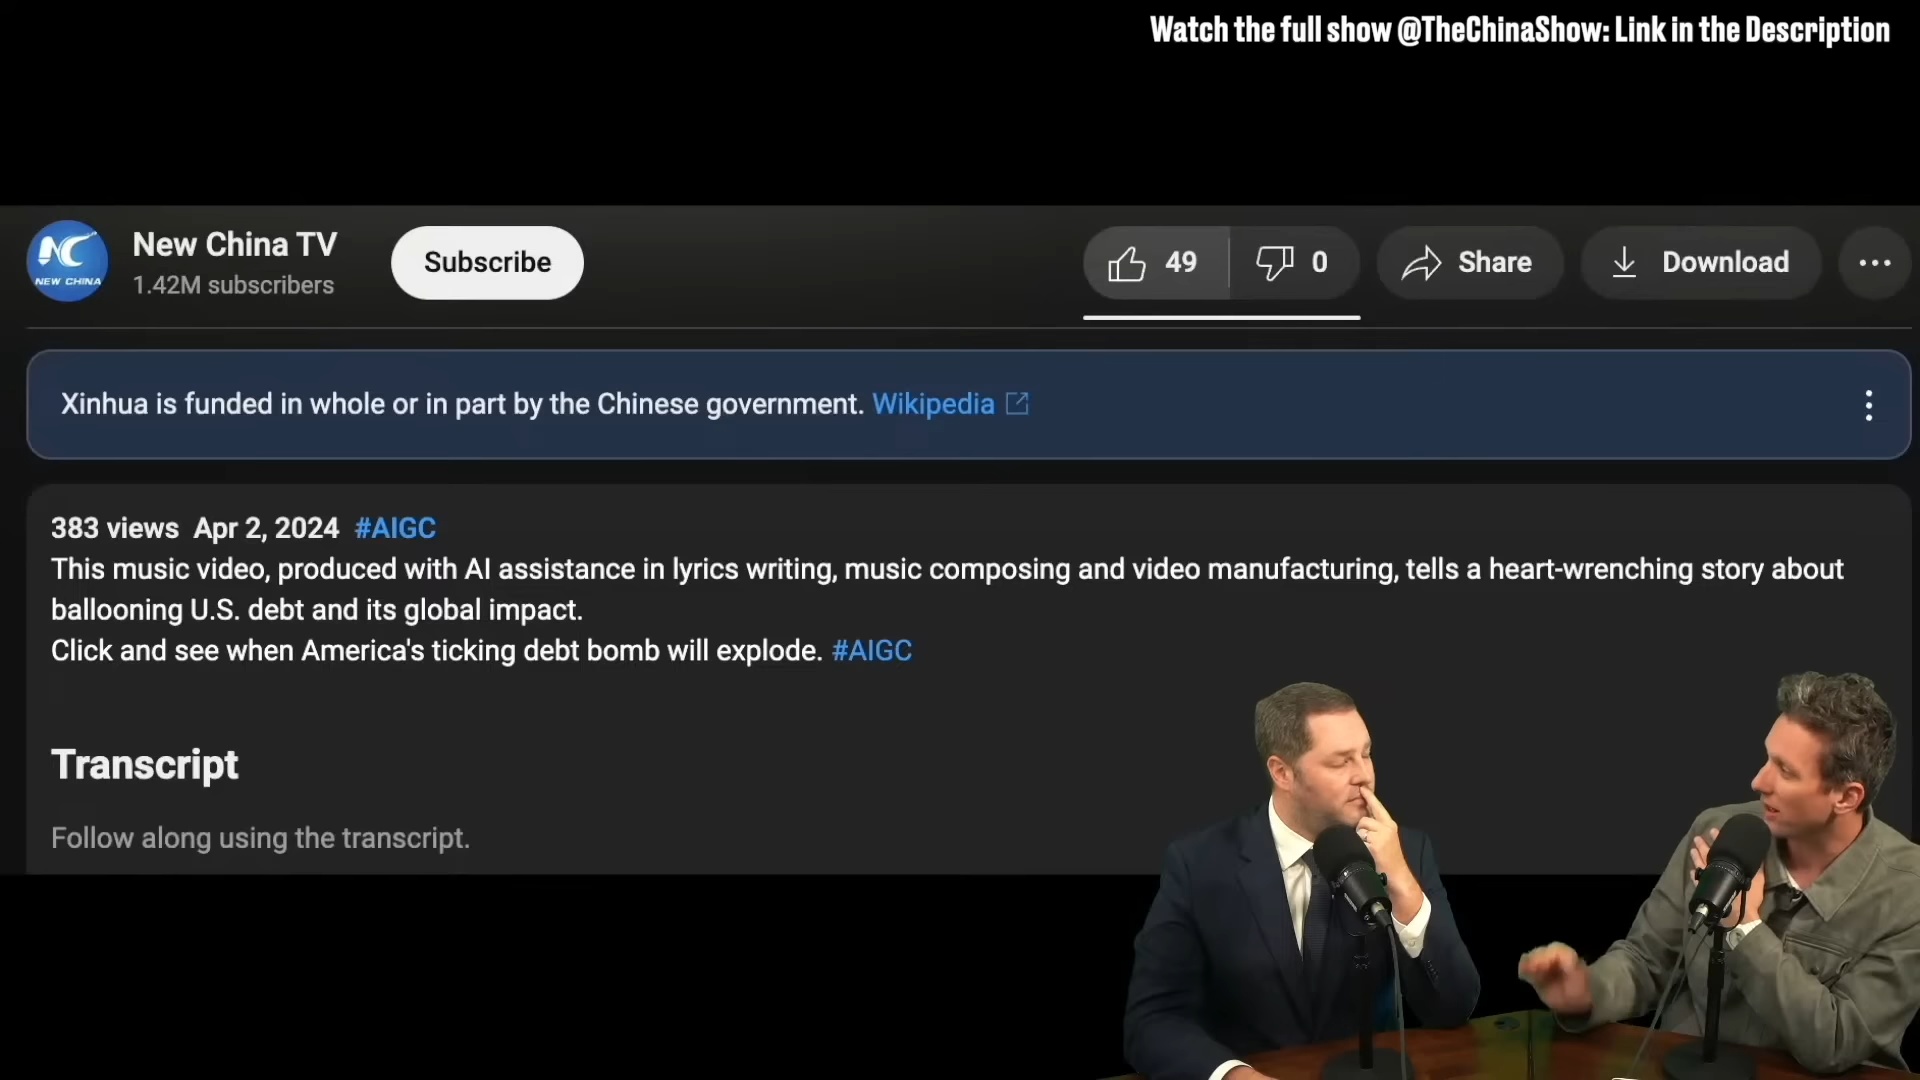 Watch the full show @TheChinaShow: Link in the Description
NC
NEW CHINA
New China TV
1.42M subscribers
Subscribe
49
0
Share
Download
Xinhua is funded in whole or in part by the Chinese government. Wikipedia
383 views Apr 2, 2024 #AIGC
This music video, produced with AI assistance in lyrics writing, music composing and video manufacturing, tells a heart-wrenching story about
ballooning U.S. debt and its global impact.
Click and see when America's ticking debt bomb will explode. #AIGC
Transcript
Follow along using the transcript.